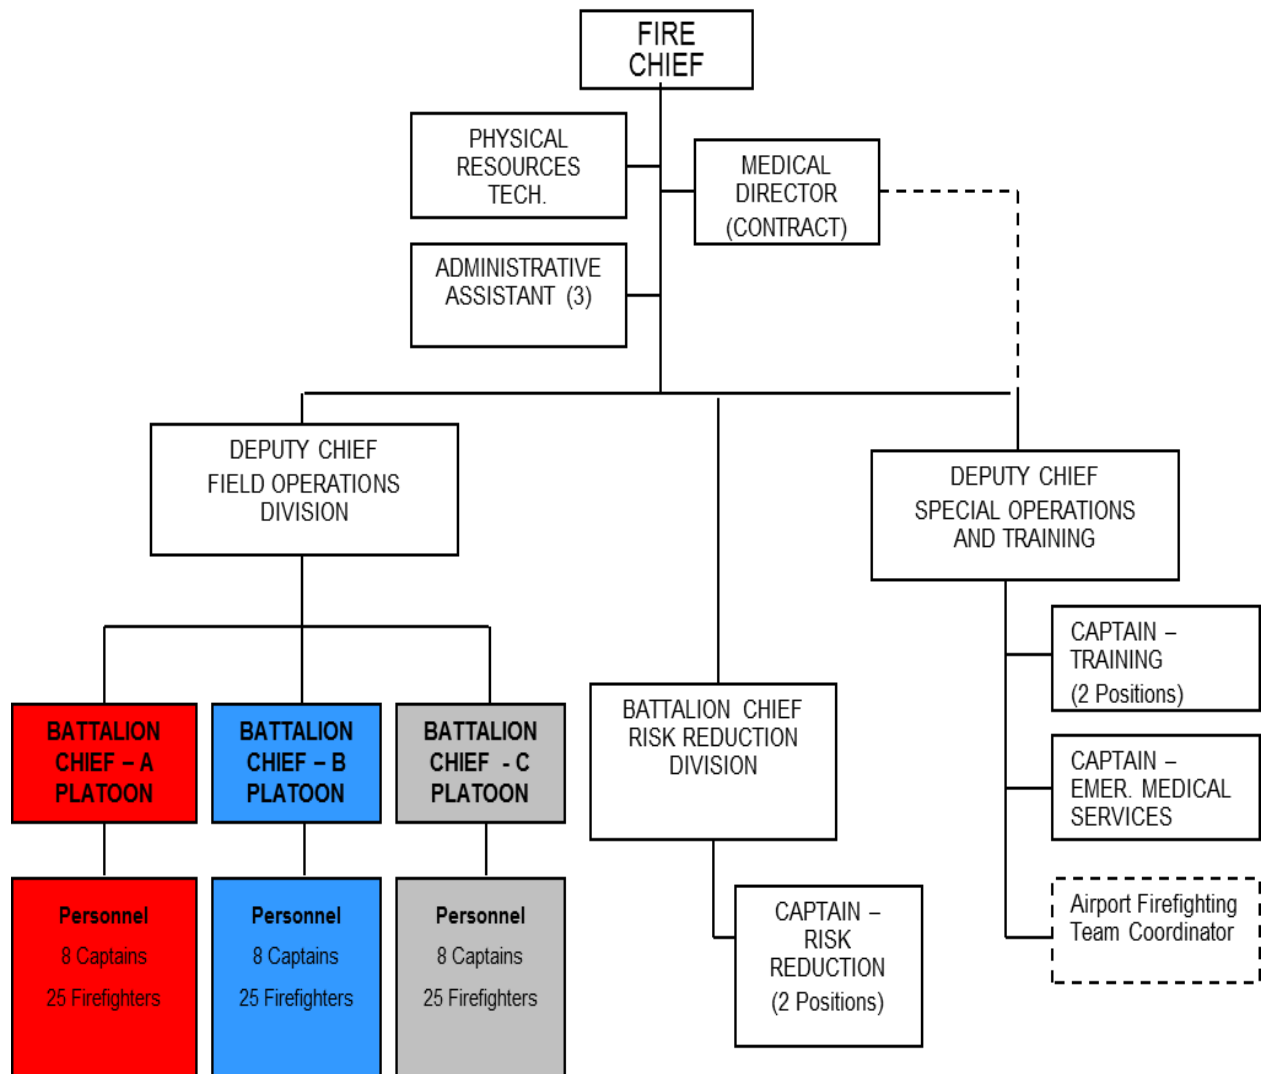 FIRE
CHIEF
PHYSICAL
RESOURCES
TECH.
MEDICAL
DIRECTOR
(CONTRACT)
ADMINISTRATIVE
ASSISTANT (3)
DEPUTY CHIEF
FIELD OPERATIONS
DIVISION
DEPUTY CHIEF
SPECIAL OPERATIONS
AND TRAINING
BATTALION
CHIEF – A
PLATOON
BATTALION
CHIEF – B
PLATOON
BATTALION
CHIEF - C
PLATOON
BATTALION CHIEF
RISK REDUCTION
DIVISION
CAPTAIN –
TRAINING
(2 Positions)
CAPTAIN –
EMER. MEDICAL
SERVICES
Personnel
8 Captains
25 Firefighters
Personnel
8 Captains
25 Firefighters
Personnel
8 Captains
25 Firefighters
CAPTAIN –
RISK
REDUCTION
(2 Positions)
Airport Firefighting
Team Coordinator